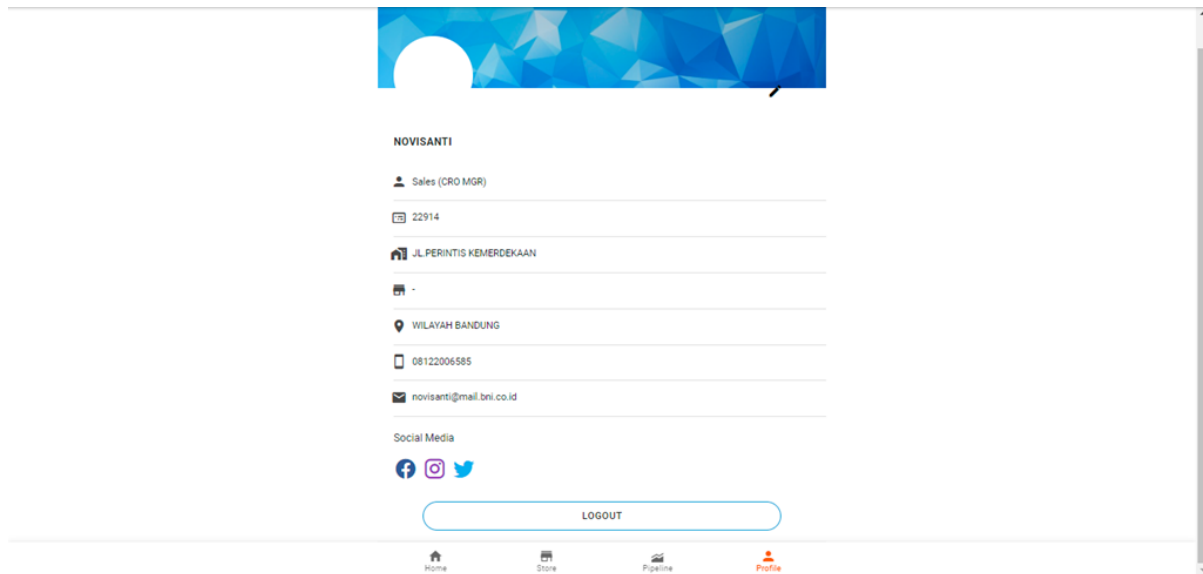 NOVISANTI
Sales (CRO MGR)
22914
JL.PERINTIS KEMERDEKAAN
-
WILAYAH BANDUNG
08122006585
novisanti@mail.bni.co.id
Social Media
LOGOUT
Home Store Pipeline Profile